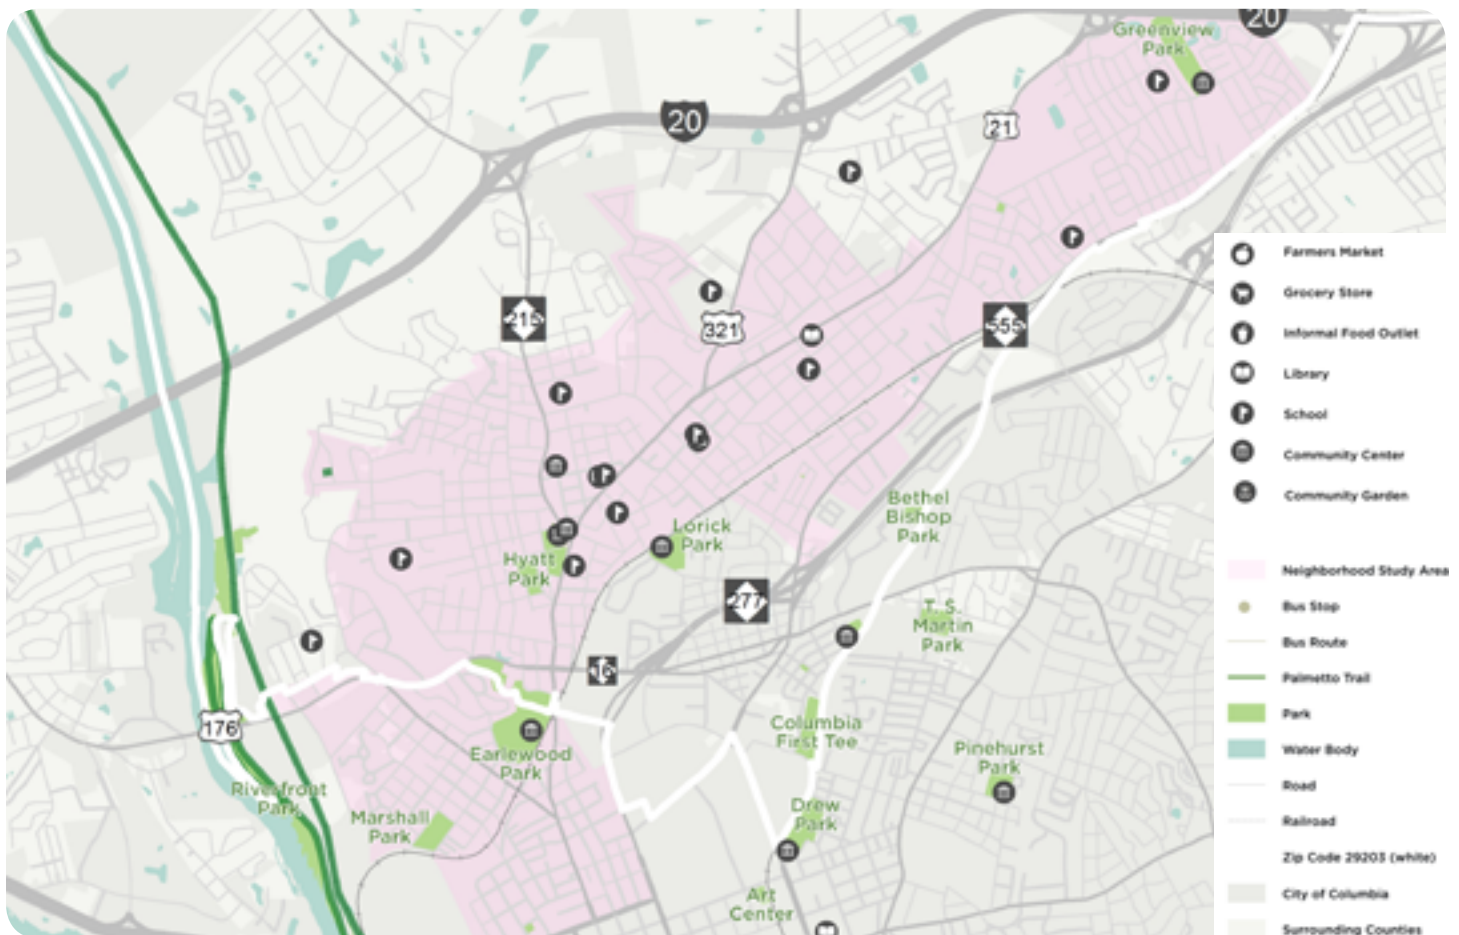 20
Greenview
Park
20
21
215
321
555
Bethel
Bishop
Park
Lorick
Park
Hyatt
Park
277
T. S.
Martin
Park
16
176
Columbia
First Tee
Pinehurst
Park
Earlewood
Park
Riverfront
Park
Marshall
Park
Drew
Park
Art
Center
Farmers Market
Grocery Store
Informal Food Outlet
Library
School
Community Center
Community Garden
Neighborhood Study Area
Bus Stop
Bus Route
Palmetto Trail
Park
Water Body
Road
Railroad
Zip Code 29203 (white)
City of Columbia
Surrounding Counties